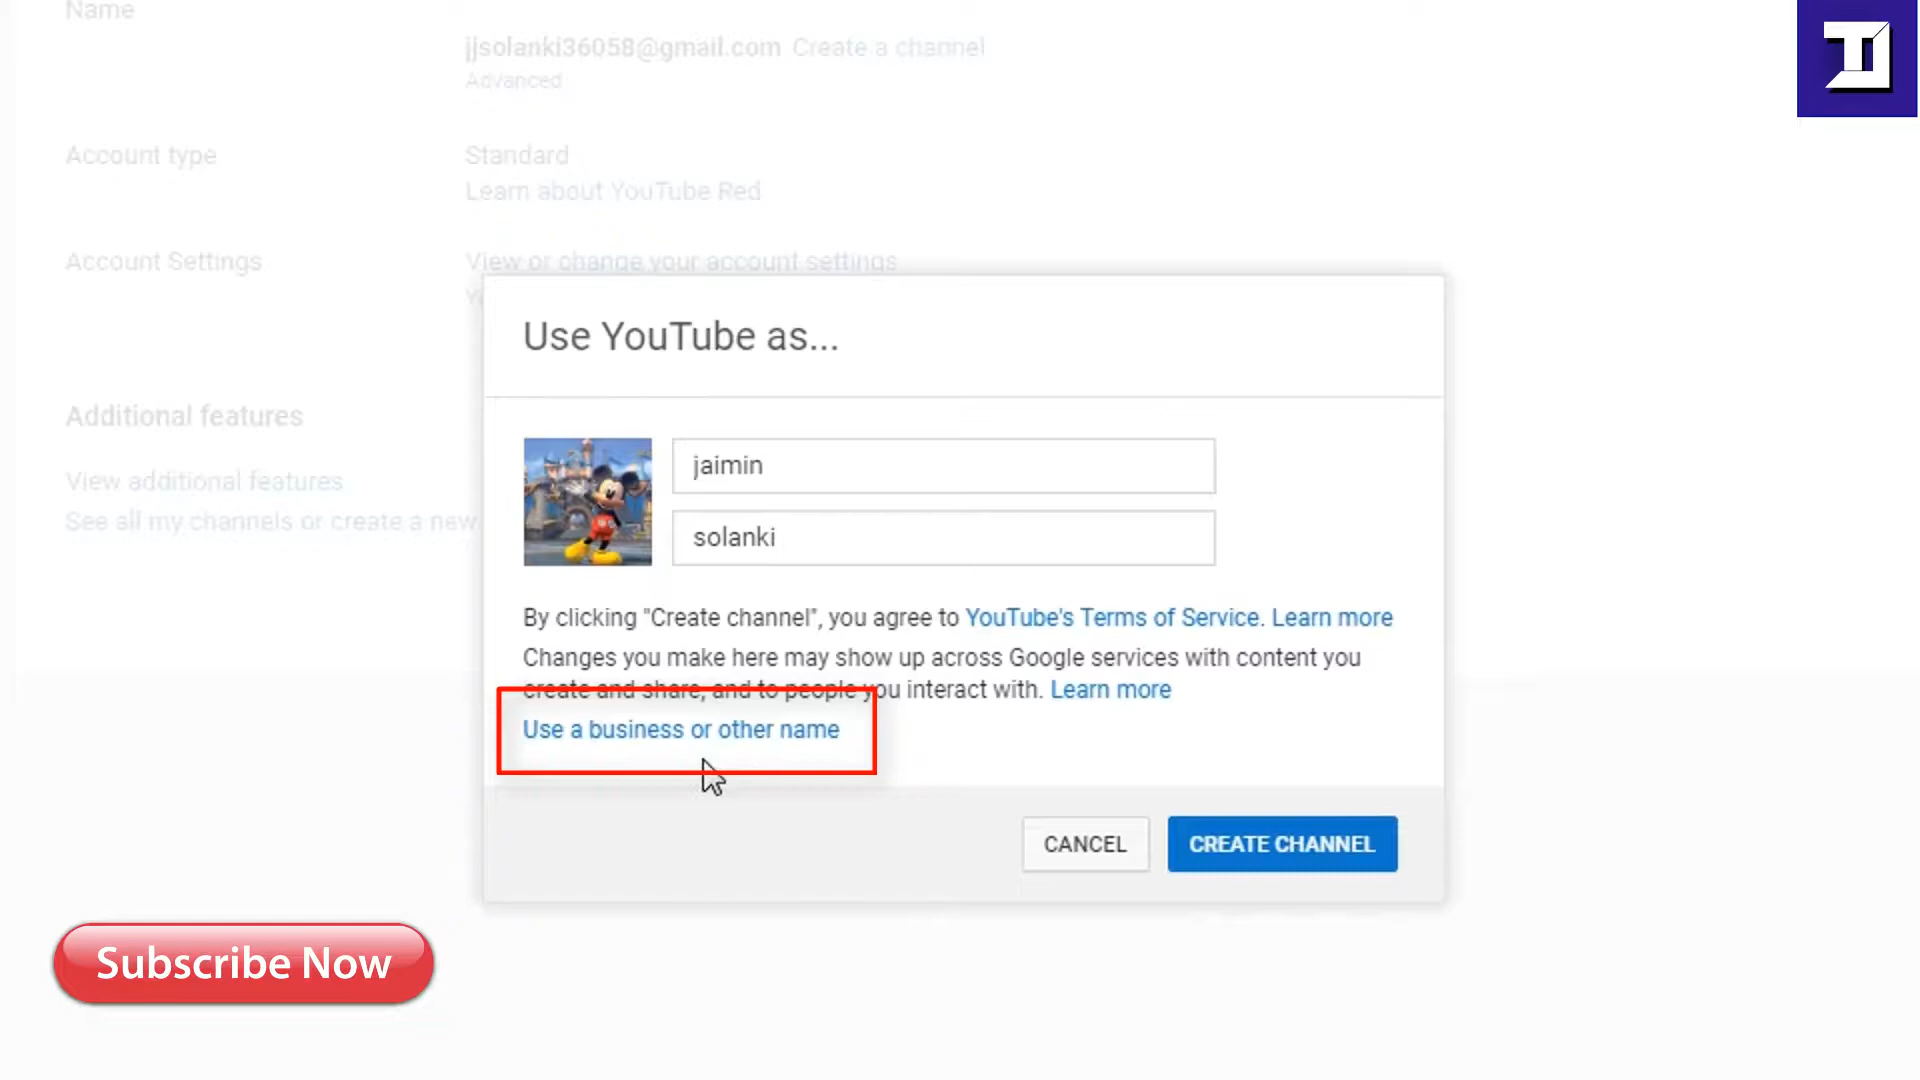 Name
jjsolanki36058@gmail.com Create a channel
Advanced
Account type
Standard
Learn about YouTube Red
Account Settings
View or change your account settings
Additional features
View additional features
See all my channels or create a new
Use YouTube as...
jaimin
solanki
By clicking "Create channel", you agree to YouTube's Terms of Service. Learn more
Changes you make here may show up across Google services with content you
create and share, and to people you interact with. Learn more
Use a business or other name
CANCEL
CREATE CHANNEL
Subscribe Now